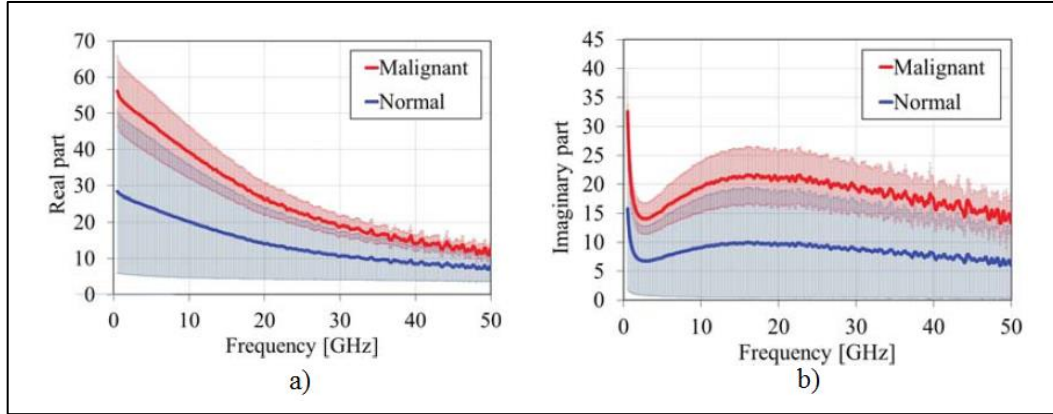 70
60
50
40
30
20
10
0
Real part
Malignant
Normal
0 10 20 30 40 50
Frequency [GHz]
a)
45
40
35
30
25
20
15
10
5
0
Imaginary part
Malignant
Normal
0 10 20 30 40 50
Frequency [GHz]
b)